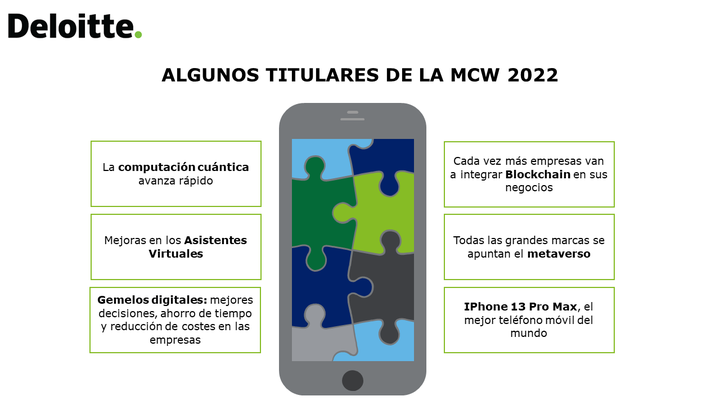 Deloitte.
ALGUNOS TITULARES DE LA MCW 2022
La computación cuántica
avanza rápido
Mejoras en los Asistentes
Virtuales
Gemelos digitales: mejores
decisiones, ahorro de tiempo
y reducción de costes en las
empresas
Cada vez más empresas van
a integrar Blockchain en sus
negocios
Todas las grandes marcas se
apuntan el metaverso
IPhone 13 Pro Max, el
mejor teléfono móvil del
mundo